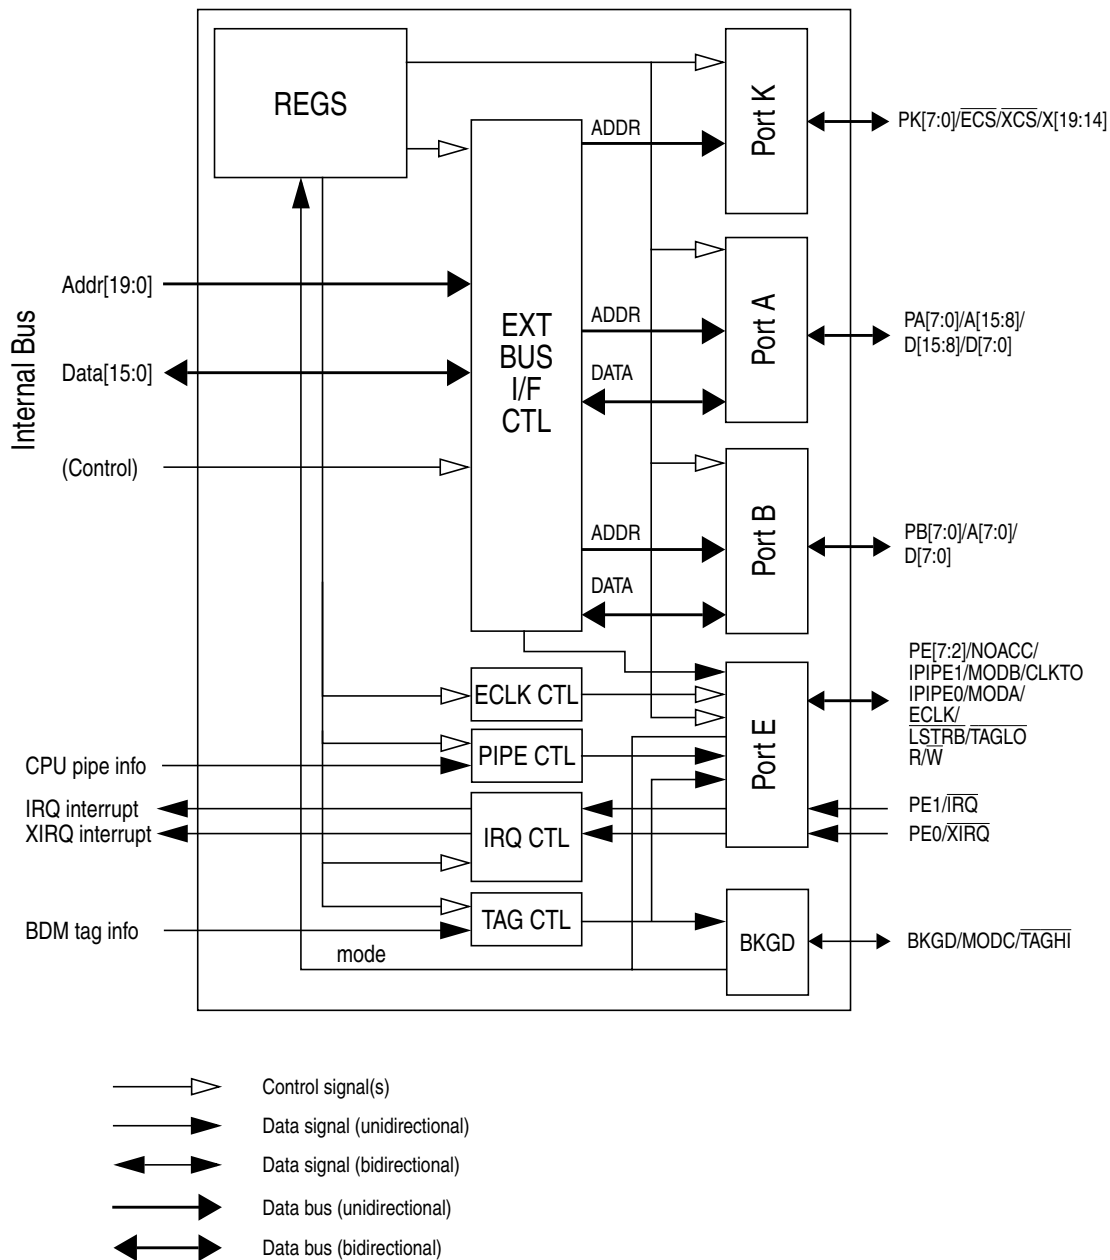 REGS
Port K
ADDR
PK[7:0]/ECS/XCS/X[19:14]
Internal Bus
Addr[19:0]
Data[15:0]
(Control)
EXT
BUS
I/F
CTL
ADDR
DATA
Port A
PA[7:0]/A[15:8]/
D[15:8]/D[7:0]
ADDR
DATA
Port B
PB[7:0]/A[7:0]/
D[7:0]
ECLK CTL
PIPE CTL
IRQ CTL
TAG CTL
CPU pipe info
IRQ interrupt
XIRQ interrupt
BDM tag info
mode
Port E
PE[7:2]/NOACC/
IPIPE1/MODB/CLKTO
IPIPE0/MODA/
ECLK/
LSTRB/TAGLO
R/W
PE1/IRQ
PE0/XIRQ
BKGD
BKGD/MODC/TAGHI
Control signal(s)
Data signal (unidirectional)
Data signal (bidirectional)
Data bus (unidirectional)
Data bus (bidirectional)